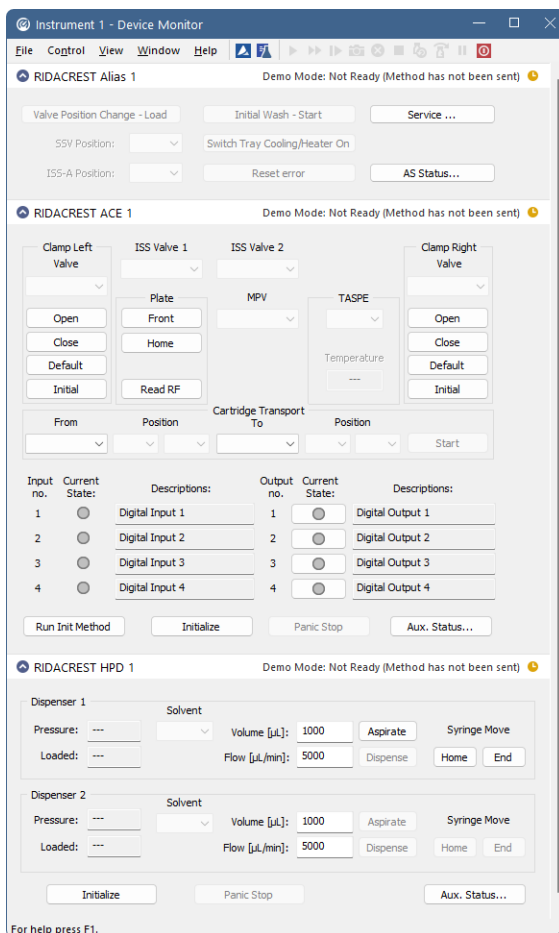 Instrument 1 - Device Monitor
File Control View Window Help
RIDACREST Alias 1 Demo Mode: Not Ready (Method has not been sent)
Valve Position Change - Load Initial Wash - Start Service ...
SSV Position: Switch Tray Cooling/Heater On
ISS-A Position: Reset error AS Status...
RIDACREST ACE 1 Demo Mode: Not Ready (Method has not been sent)
Clamp Left ISS Valve 1 ISS Valve 2 Clamp Right
Valve Valve
Plate MPV TASPE
Open Front Open
Close Home Close
Default Temperature Default
Initial Read RF --- Initial
Cartridge Transport
From Position To Position
Start
Input no. Current State: Descriptions: Output no. Current State: Descriptions:
1 Digital Input 1 1 Digital Output 1
2 Digital Input 2 2 Digital Output 2
3 Digital Input 3 3 Digital Output 3
4 Digital Input 4 4 Digital Output 4
Run Init Method Initialize Panic Stop Aux. Status...
RIDACREST HPD 1 Demo Mode: Not Ready (Method has not been sent)
Dispenser 1
Solvent
Pressure: --- Volume [µL]: 1000 Aspirate Syringe Move
Loaded: --- Flow [µL/min]: 5000 Dispense Home End
Dispenser 2
Solvent
Pressure: --- Volume [µL]: 1000 Aspirate Syringe Move
Loaded: --- Flow [µL/min]: 5000 Dispense Home End
Initialize Panic Stop Aux. Status...
For help press F1.